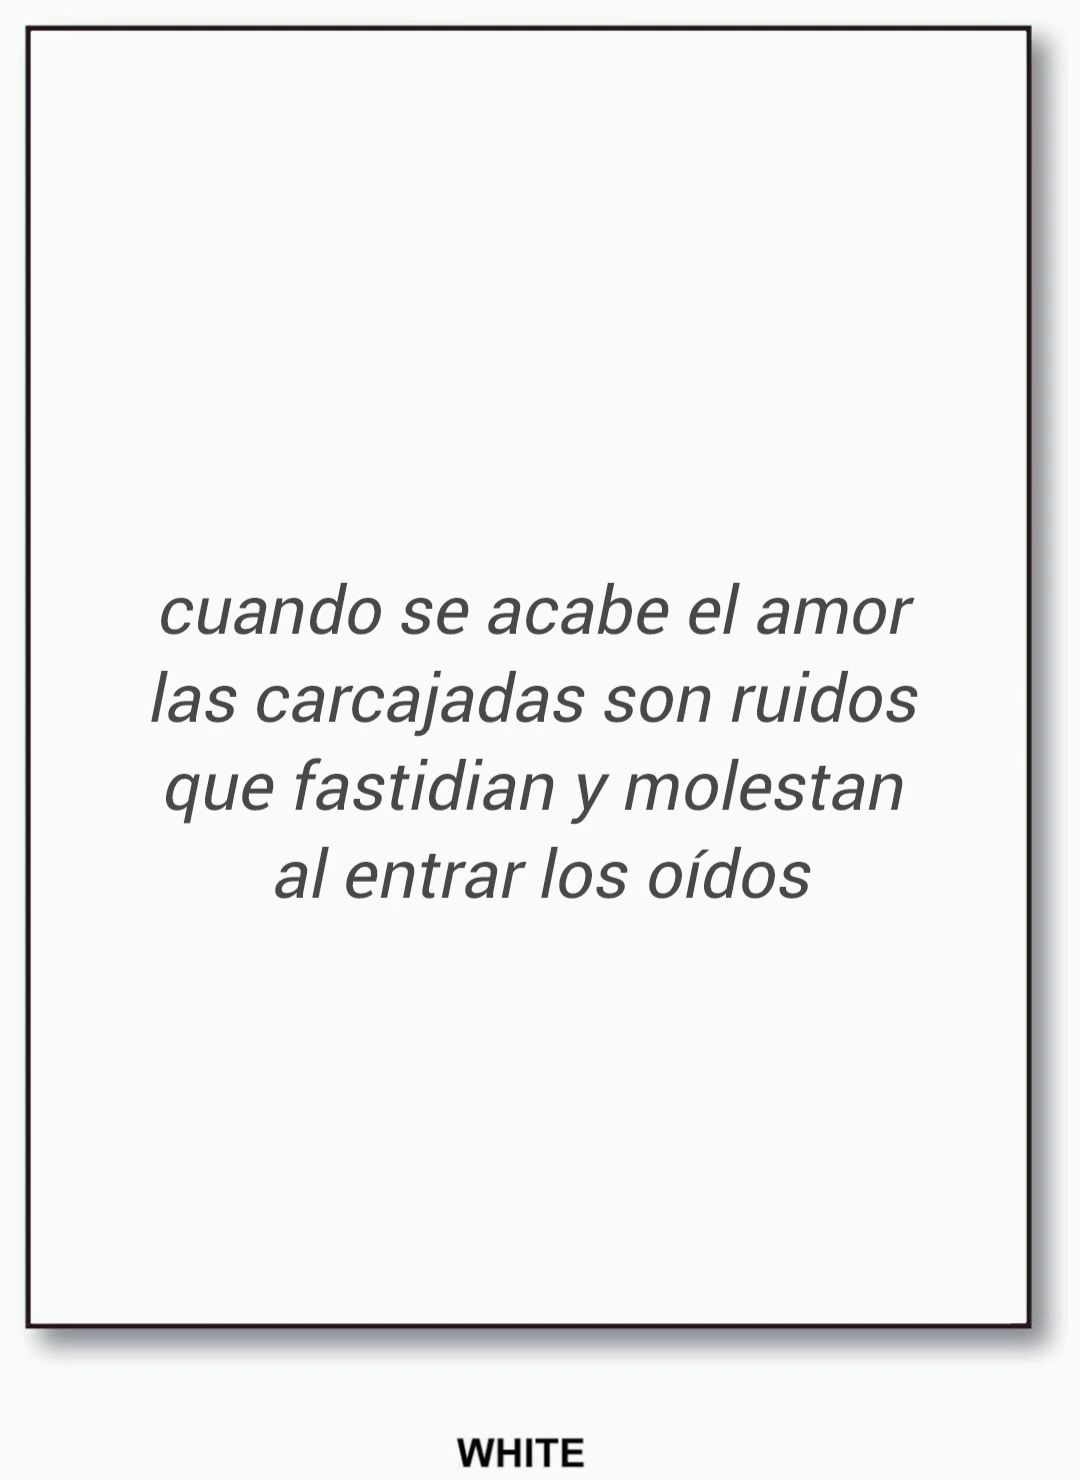 cuando se acabe el amor
las carcajadas son ruidos
que fastidian y molestan
al entrar los oídos
WHITE